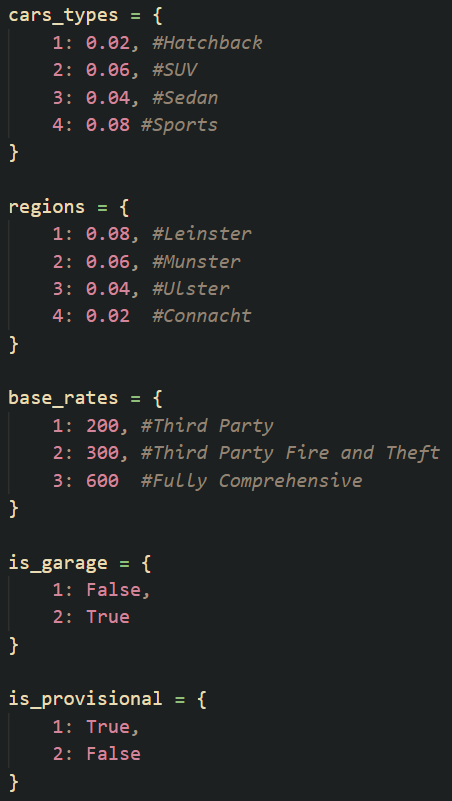 cars_types = {
    1: 0.02, #Hatchback
    2: 0.06, #SUV
    3: 0.04, #Sedan
    4: 0.08 #Sports
}

regions = {
    1: 0.08, #Leinster
    2: 0.06, #Munster
    3: 0.04, #Ulster
    4: 0.02  #Connacht
}

base_rates = {
    1: 200, #Third Party
    2: 300, #Third Party Fire and Theft
    3: 600  #Fully Comprehensive
}

is_garage = {
    1: False,
    2: True
}

is_provisional = {
    1: True,
    2: False
}